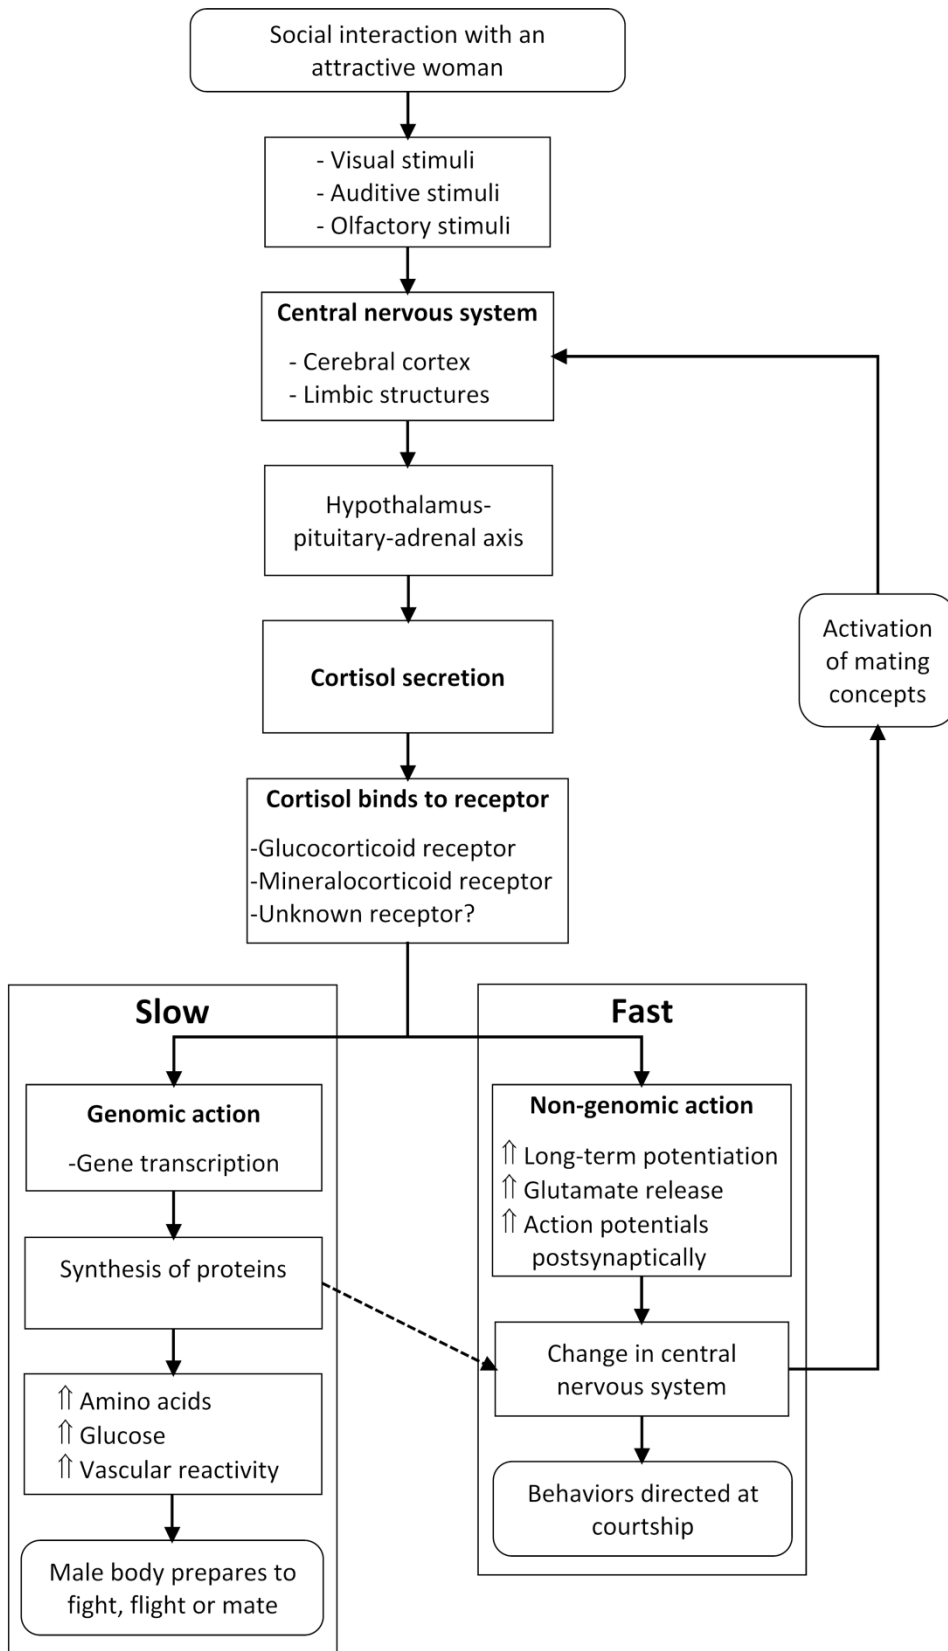 Social interaction with an
attractive woman
- Visual stimuli
- Auditive stimuli
- Olfactory stimuli
Central nervous system
- Cerebral cortex
- Limbic structures
Hypothalamus-
pituitary-adrenal axis
Activation
of mating
concepts
Cortisol secretion
Cortisol binds to receptor
-Glucocorticoid receptor
-Mineralocorticoid receptor
-Unknown receptor?
Slow
Genomic action
-Gene transcription
Synthesis of proteins
⇑ Amino acids
⇑ Glucose
⇑ Vascular reactivity
Male body prepares to
fight, flight or mate
Fast
Non-genomic action
⇑ Long-term potentiation
⇑ Glutamate release
⇑ Action potentials
postsynaptically
Change in central
nervous system
Behaviors directed at
courtship